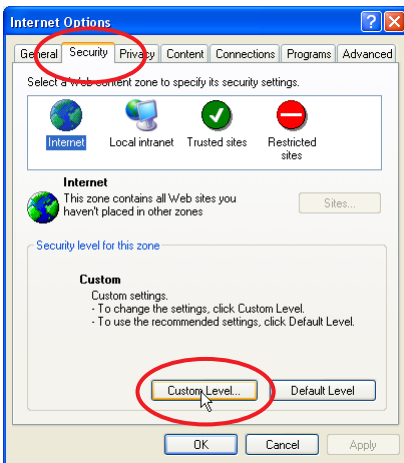 Internet Options
General Security Privacy Content Connections Programs Advanced
Select a Web content zone to specify its security settings.
Internet Local intranet Trusted sites Restricted sites
Internet
This zone contains all Web sites you
haven't placed in other zones
Sites...
Security level for this zone
Custom
Custom settings.
- To change the settings, click Custom Level.
- To use the recommended settings, click Default Level.
Custom Level... Default Level
OK Cancel Apply